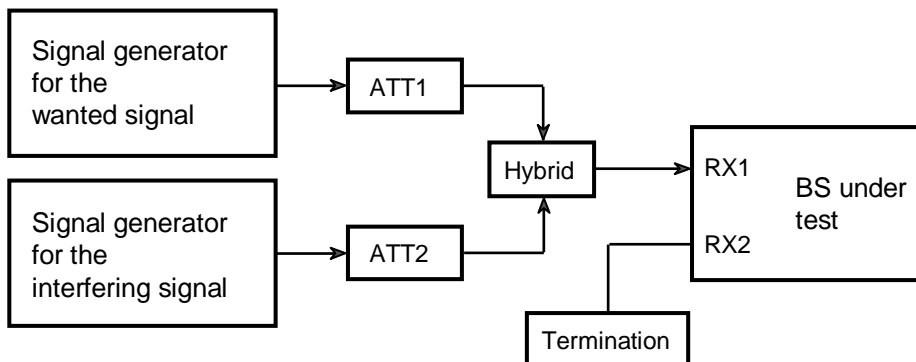 Signal generator
for the
wanted signal
ATT1
Hybrid
RX1
BS under
test
Signal generator
for the
interfering signal
ATT2
RX2
Termination